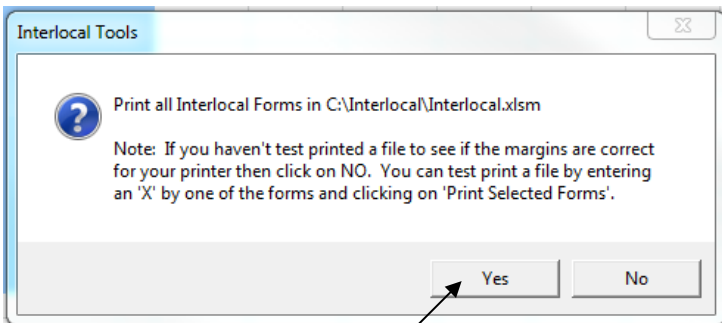 Interlocal Tools
Print all Interlocal Forms in C:\Interlocal\Interlocal.xlsm
Note:  If you haven't test printed a file to see if the margins are correct
for your printer then click on NO.  You can test print a file by entering
an 'X' by one of the forms and clicking on 'Print Selected Forms'.
Yes
No